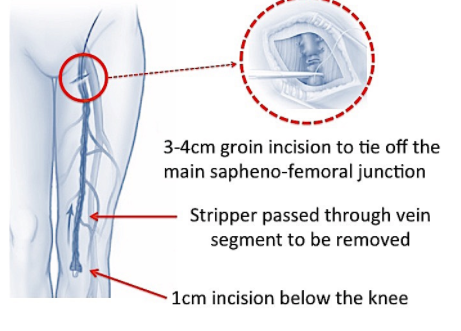 3-4cm groin incision to tie off the
main sapheno-femoral junction
Stripper passed through vein
segment to be removed
1cm incision below the knee